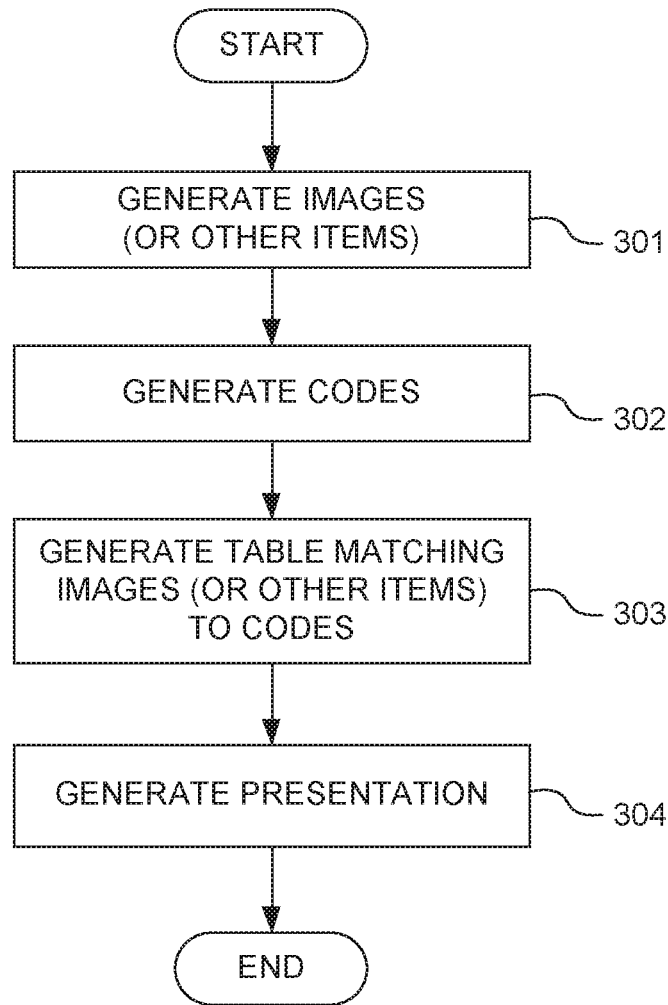 START
GENERATE IMAGES
(OR OTHER ITEMS)
301
GENERATE CODES
302
GENERATE TABLE MATCHING
IMAGES (OR OTHER ITEMS)
TO CODES
303
GENERATE PRESENTATION
304
END